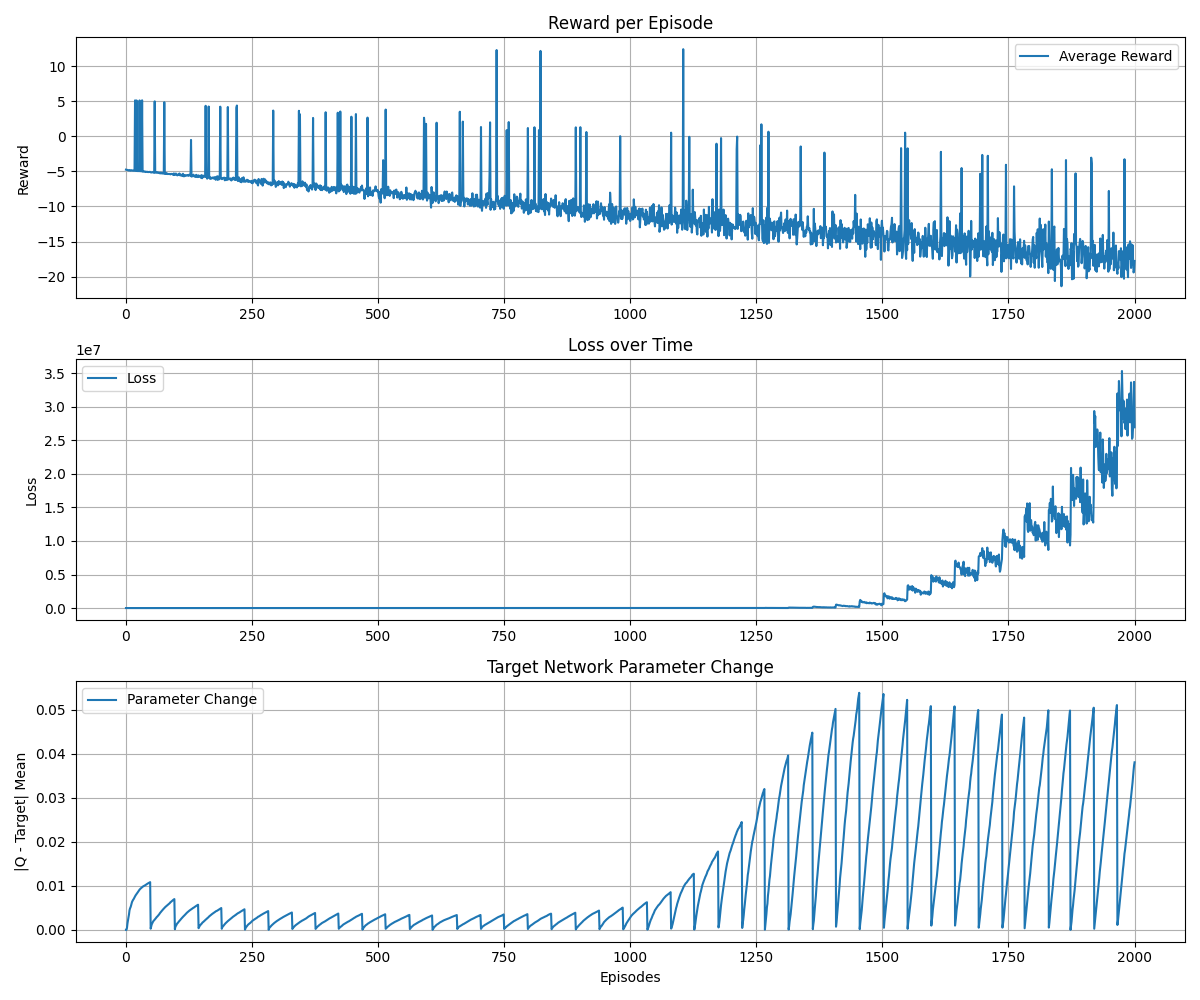 Reward per Episode
Average Reward
Reward
10
5
0
−5
−10
−15
−20
0 250 500 750 1000 1250 1500 1750 2000
Loss over Time
1e7
Loss
Loss
3.5
3.0
2.5
2.0
1.5
1.0
0.5
0.0
0 250 500 750 1000 1250 1500 1750 2000
Target Network Parameter Change
Parameter Change
|Q - Target| Mean
0.05
0.04
0.03
0.02
0.01
0.00
0 250 500 750 1000 1250 1500 1750 2000
Episodes